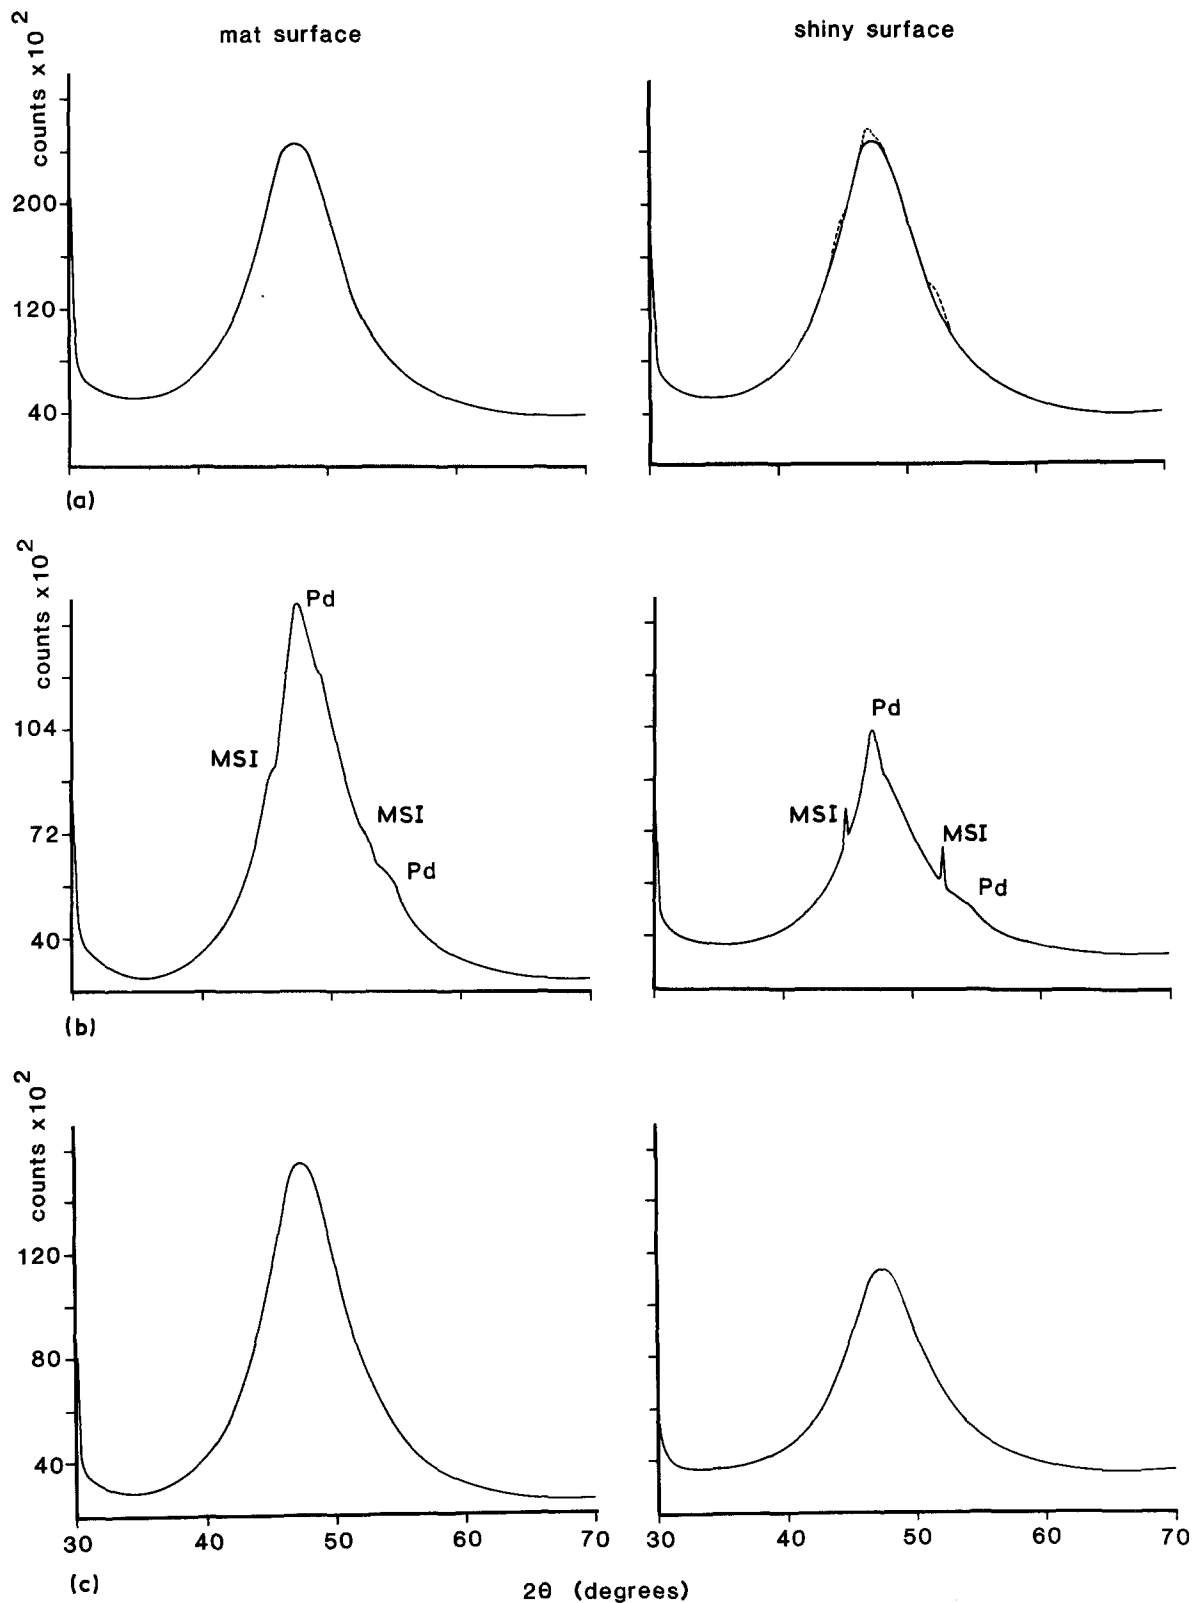 mat surface
shiny surface
counts x10²
200
120
40
(a)
counts x10²
Pd
104
MSI
MSI
72
Pd
40
Pd
MSI
MSI
Pd
(b)
counts x10²
120
80
40
30 40 50 60 70
30 40 50 60 70
(c)
2θ (degrees)